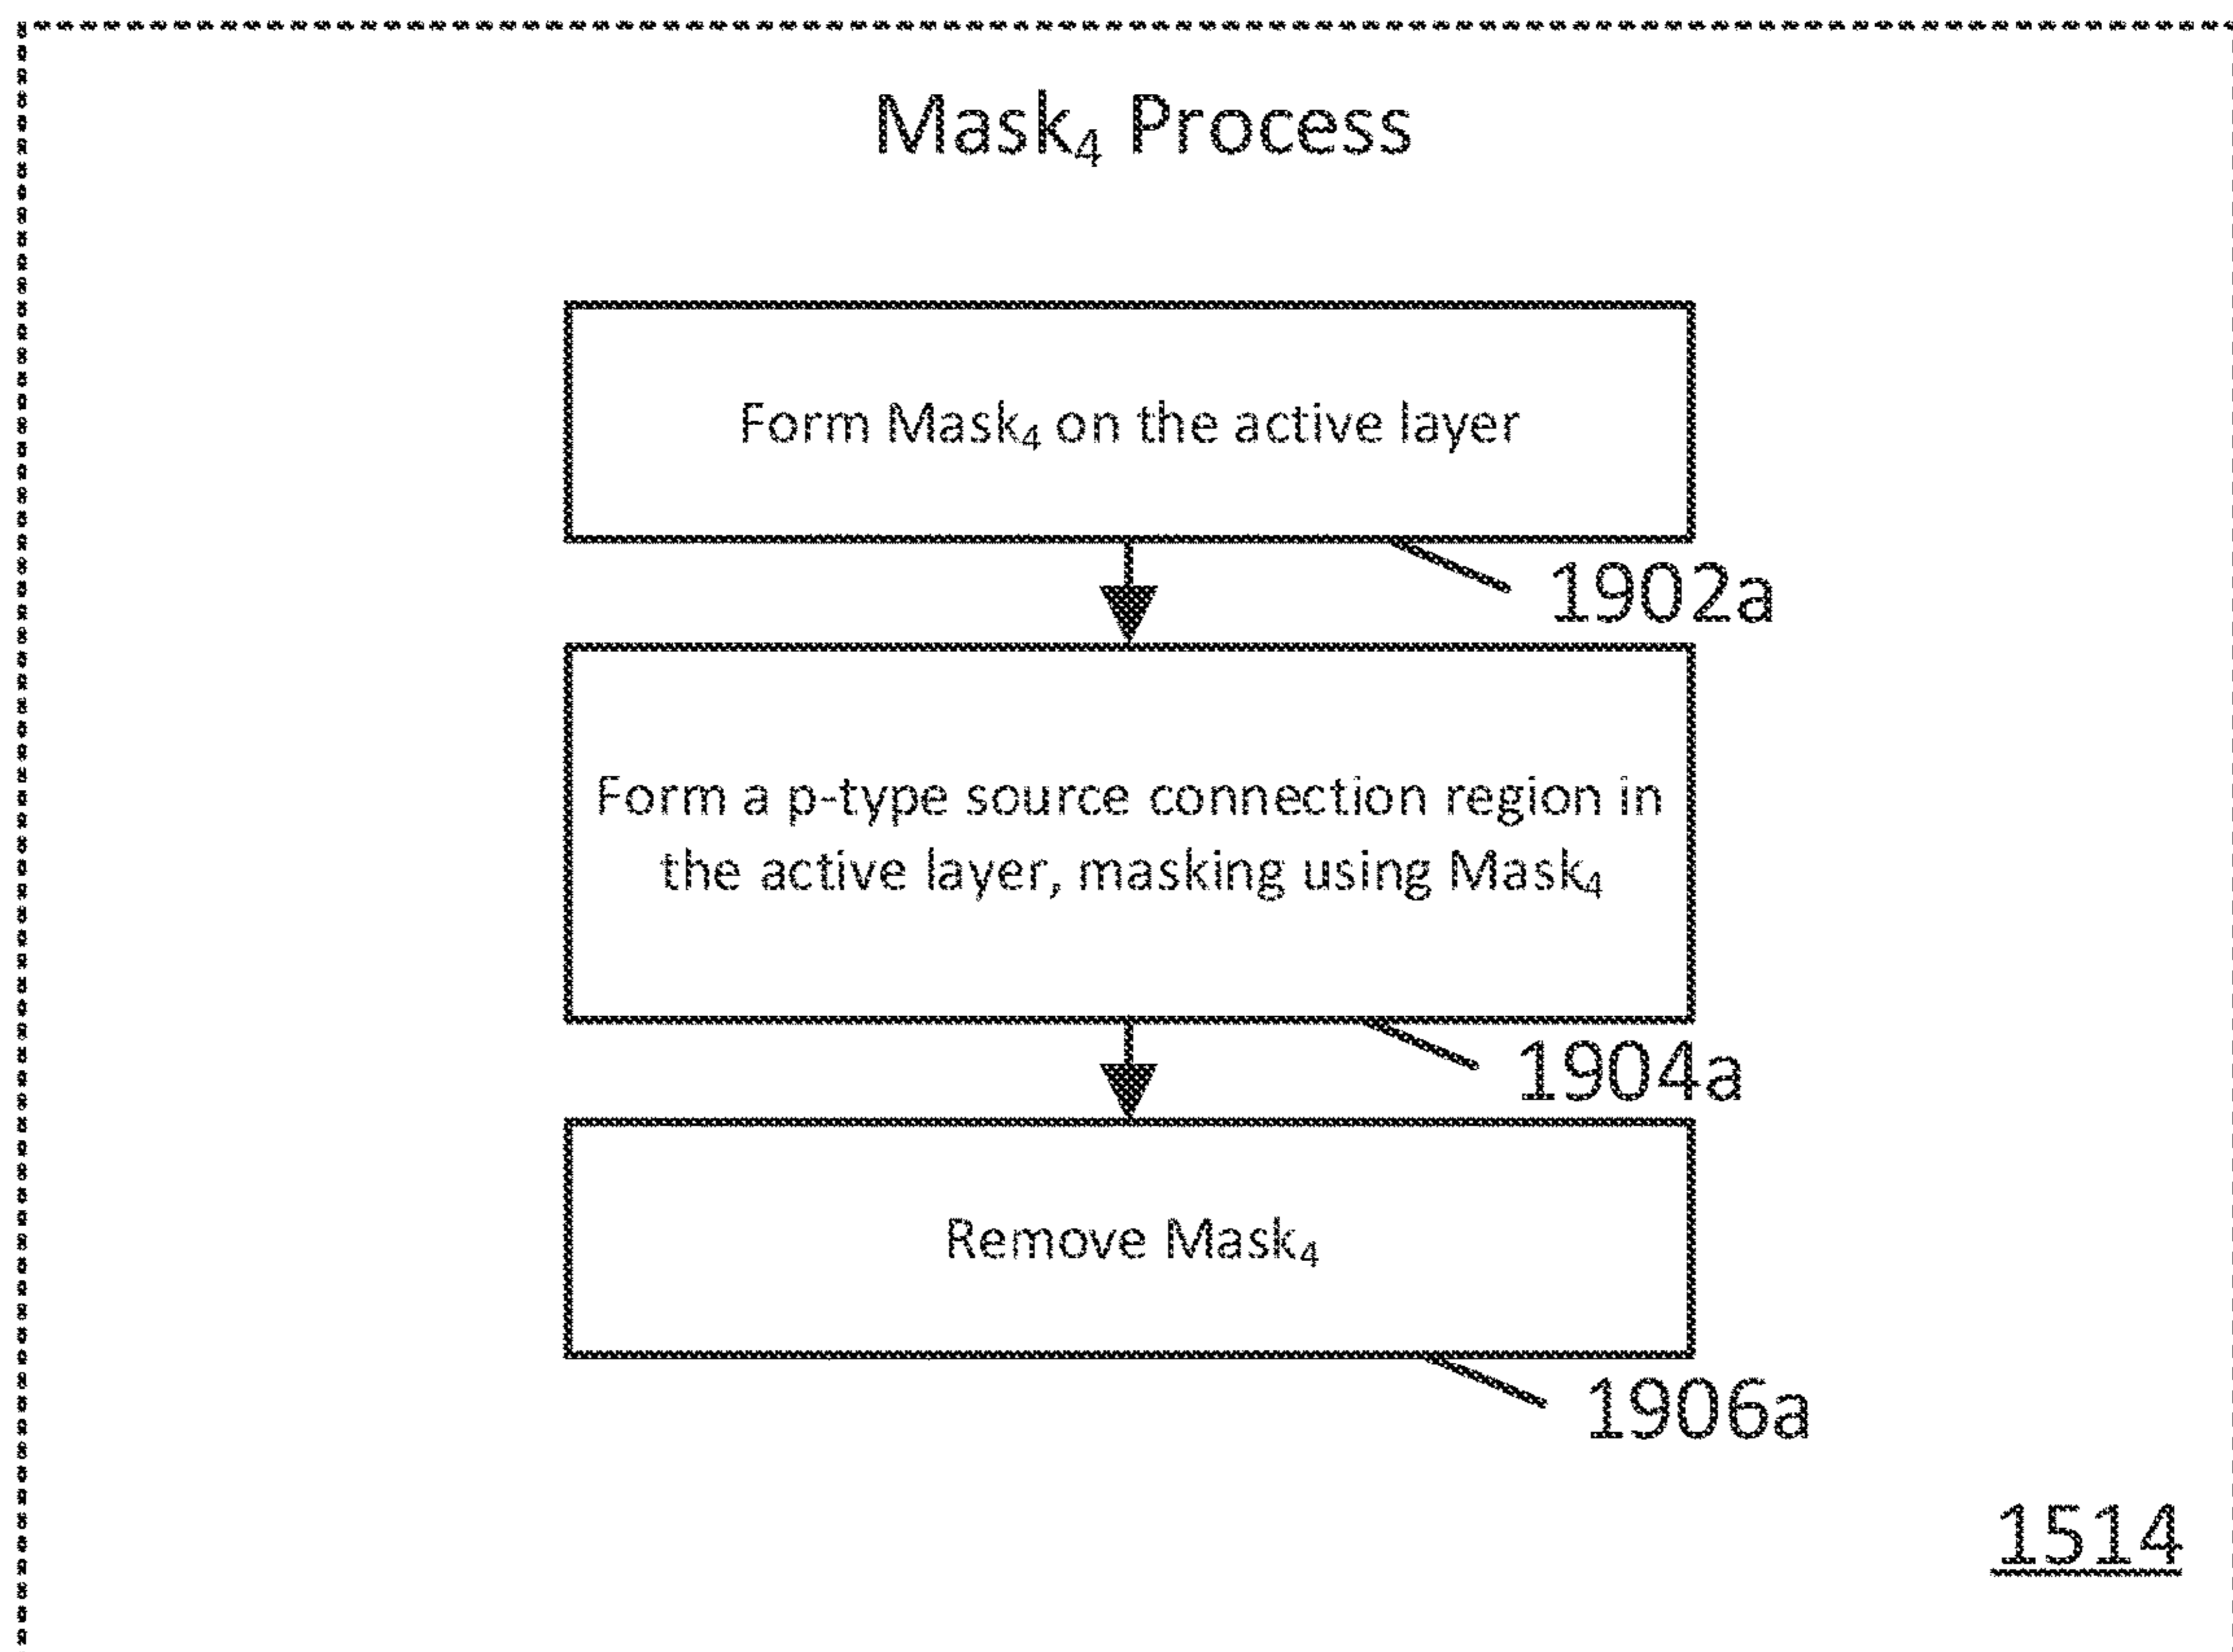 Mask₄ Process
Form Mask₄ on the active layer
1902a
Form a p-type source connection region in
the active layer, masking using Mask₄
1904a
Remove Mask₄
1906a
1514